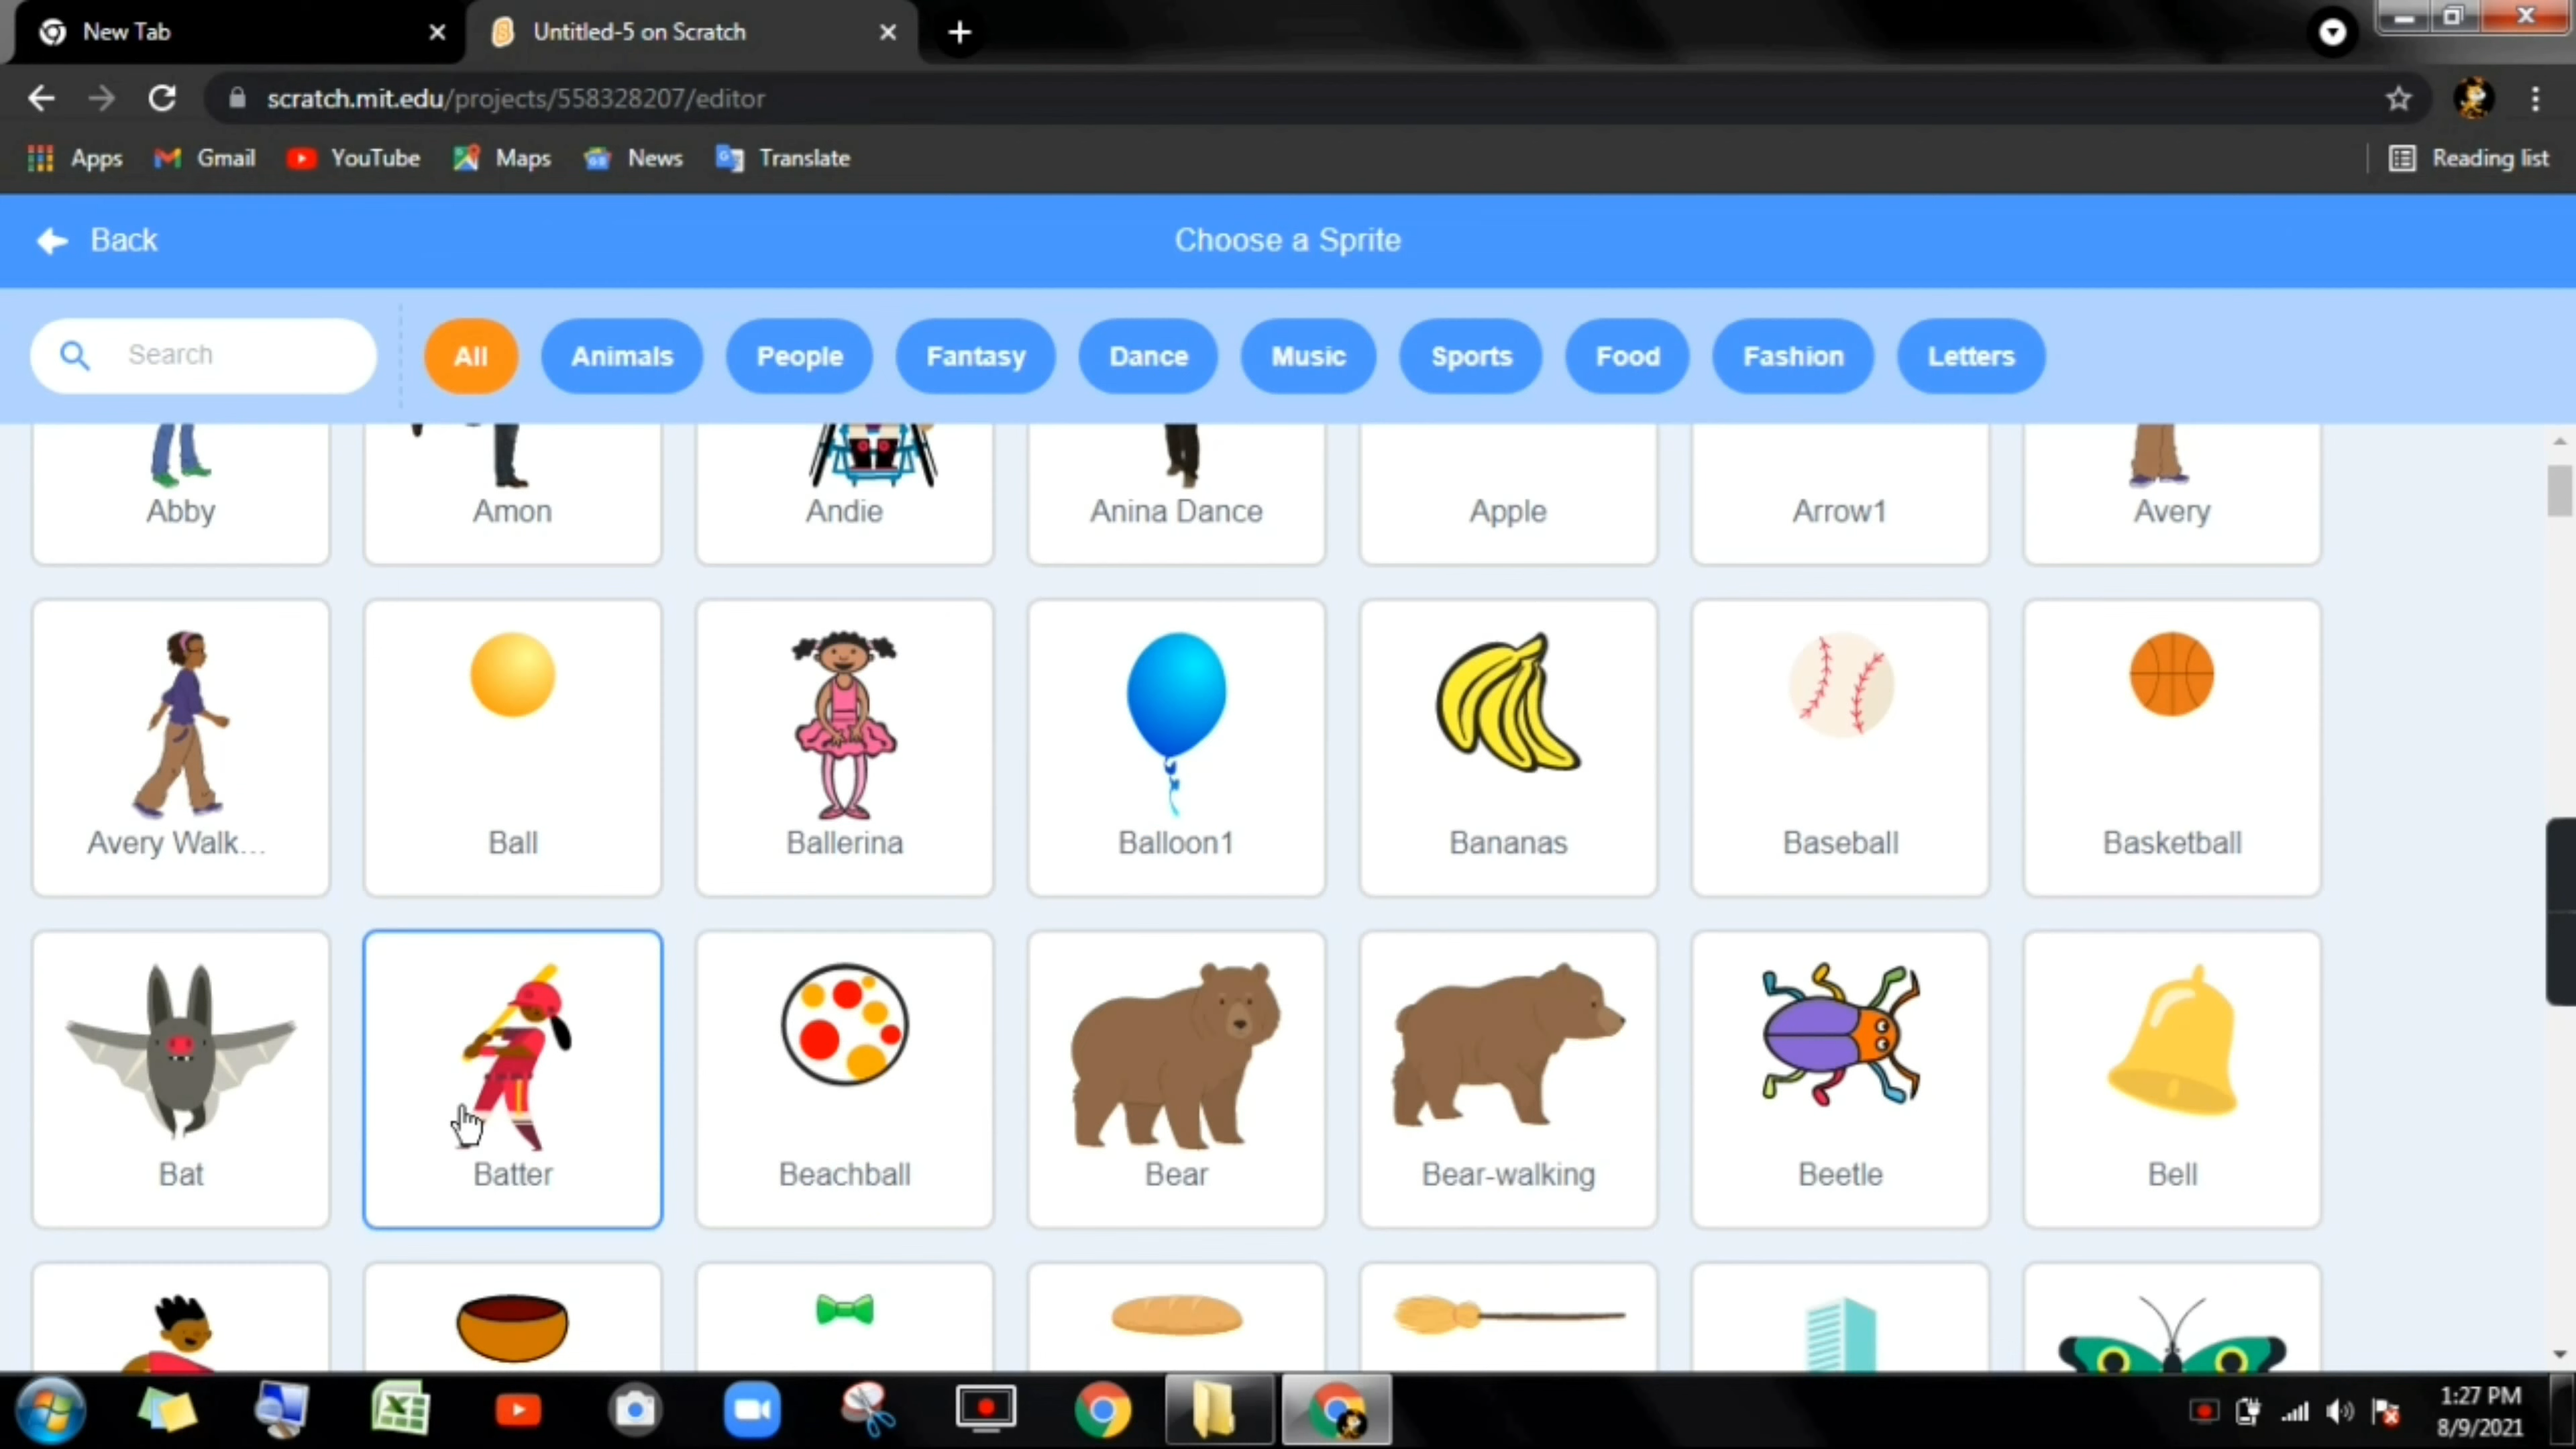 New Tab
Untitled-5 on Scratch
scratch.mit.edu/projects/558328207/editor
Apps Gmail YouTube Maps News Translate Reading list
Back Choose a Sprite
Search All Animals People Fantasy Dance Music Sports Food Fashion Letters
Abby Amon Andie Anina Dance Apple Arrow1 Avery
Avery Walk... Ball Ballerina Balloon1 Bananas Baseball Basketball
Bat Batter Beachball Bear Bear-walking Beetle Bell
1:27 PM
8/9/2021